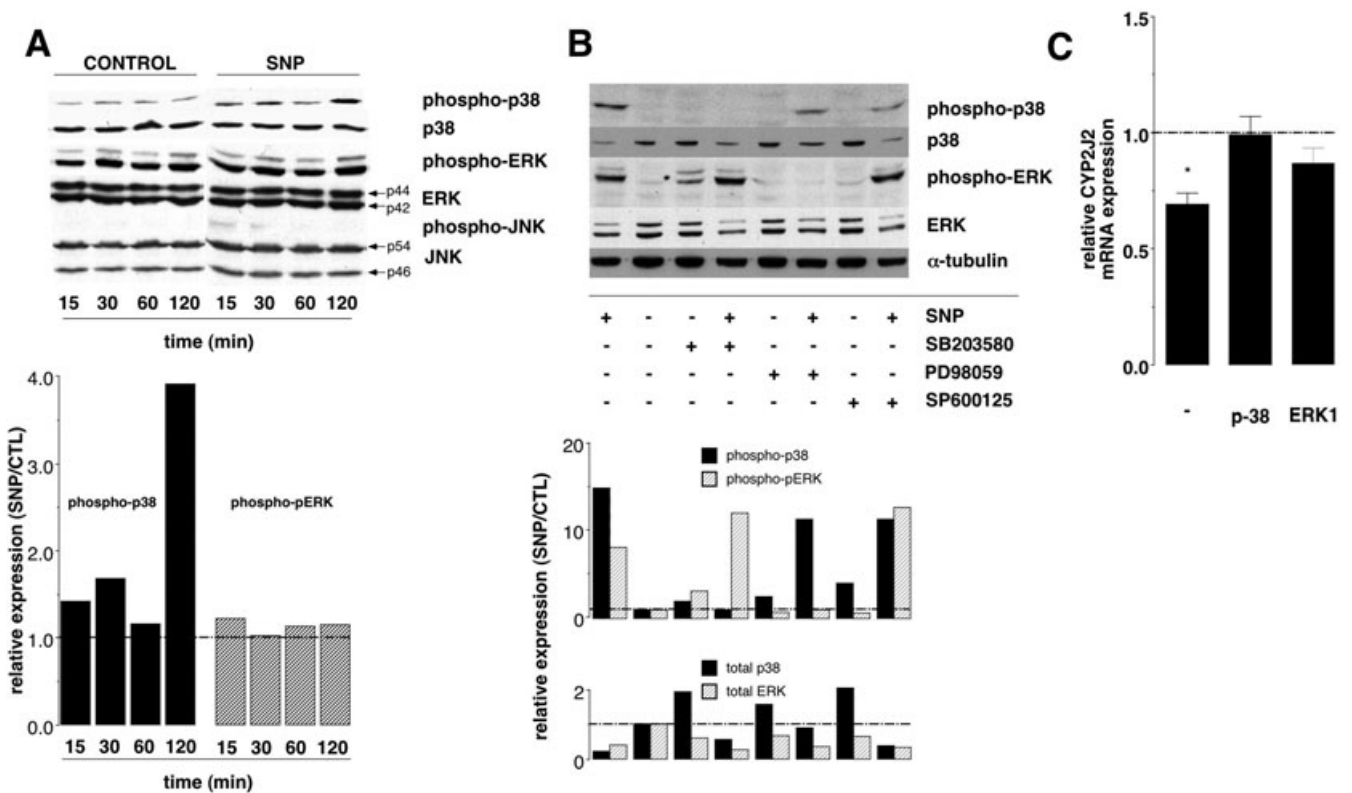 A
CONTROL SNP
phospho-p38
p38
phospho-ERK
p44
ERK
p42
phospho-JNK
p54
JNK
p46
15 30 60 120 15 30 60 120
time (min)
relative expression (SNP/CTL)
4.0
3.0
2.0
1.0
0.0
phospho-p38 phospho-pERK
15 30 60 120 15 30 60 120
time (min)
B
phospho-p38
p38
phospho-ERK
ERK
α-tubulin
+ - - + - + - + SNP
- - + + - - - - SB203580
- - - - + + - - PD98059
- - - - - - + + SP600125
relative expression (SNP/CTL)
20
10
0
phospho-p38
phospho-pERK
2
0
total p38
total ERK
C
relative CYP2J2
mRNA expression
1.5
1.0
0.5
0.0
*
- p-38 ERK1